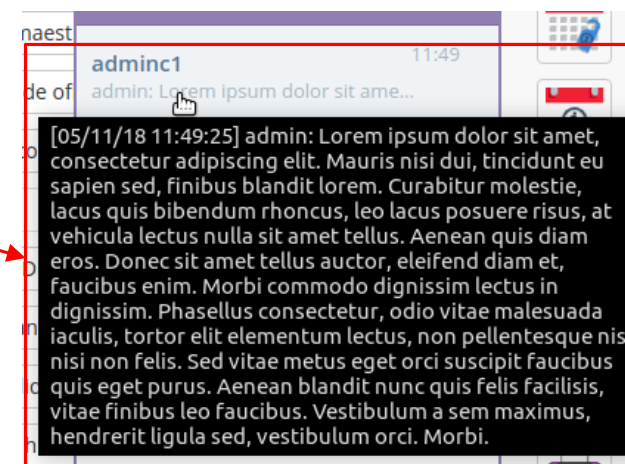 naest
adminc1
11:49
de of
admin: Lorem ipsum dolor sit ame...
[05/11/18 11:49:25] admin: Lorem ipsum dolor sit amet,
consectetur adipiscing elit. Mauris nisi dui, tincidunt eu
sapien sed, finibus blandit lorem. Curabitur molestie,
lacus quis bibendum rhoncus, leo lacus posuere risus, at
vehicula lectus nulla sit amet tellus. Aenean quis diam
eros. Donec sit amet tellus auctor, eleifend diam et,
faucibus enim. Morbi commodo dignissim lectus in
dignissim. Phasellus consectetur, odio vitae malesuada
iaculis, tortor elit elementum lectus, non pellentesque nis
nisi non felis. Sed vitae metus eget orci suscipit faucibus
quis eget purus. Aenean blandit nunc quis felis facilisis,
vitae finibus leo faucibus. Vestibulum a sem maximus,
hendrerit ligula sed, vestibulum orci. Morbi.